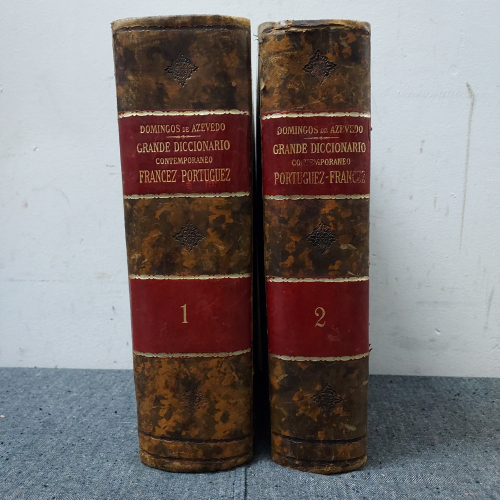 DOMINGOS DE AZEVEDO
GRANDE DICCIONARIO
CONTEMPORANEO
FRANCEZ-PORTUGUEZ
1
DOMINGOS DE AZEVEDO
GRANDE DICCIONARIO
CONTEMPORANEO
PORTUGUEZ-FRANCEZ
2